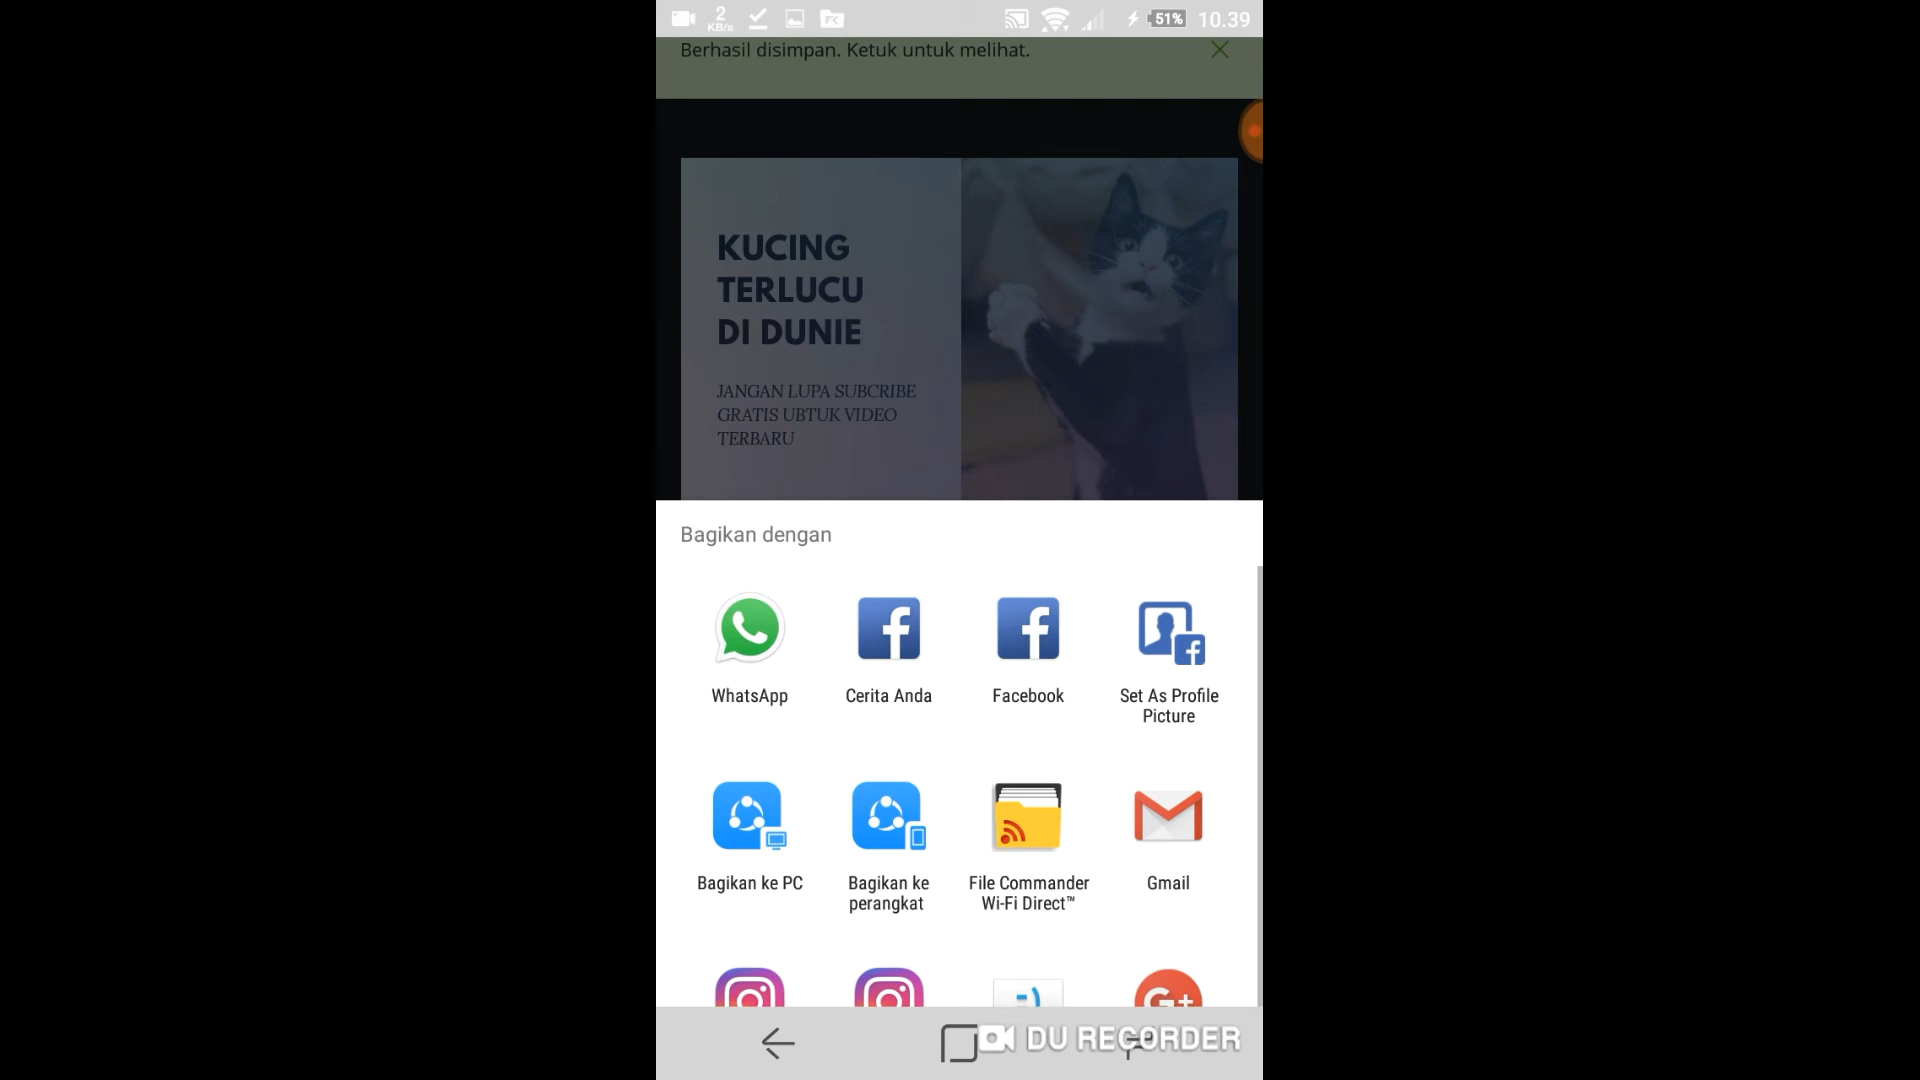 2 KB/s FK 51% 10.39
Berhasil disimpan. Ketuk untuk melihat.
KUCING
TERLUCU
DI DUNIE
JANGAN LUPA SUBCRIBE
GRATIS UBTUK VIDEO
TERBARU
Bagikan dengan
WhatsApp
Cerita Anda
Facebook
Set As Profile
Picture
Bagikan ke PC
Bagikan ke
perangkat
File Commander
Wi-Fi Direct™
Gmail
G+
DU RECORDER